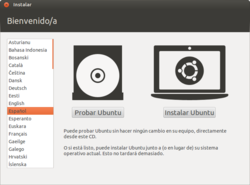 Instalar
Bienvenido/a
Asturianu
Bahasa Indonesia
Bosanski
Català
Čeština
Dansk
Deutsch
Eesti
English
Español
Esperanto
Euskara
Français
Gaeilge
Galego
Hrvatski
Íslenska
Probar Ubuntu
Instalar Ubuntu
Puede probar Ubuntu sin hacer ningún cambio en su equipo, directamente
desde este CD.
O si está listo, puede instalar Ubuntu junto a (o en lugar de) su sistema
operativo actual. Esto no tardará demasiado.